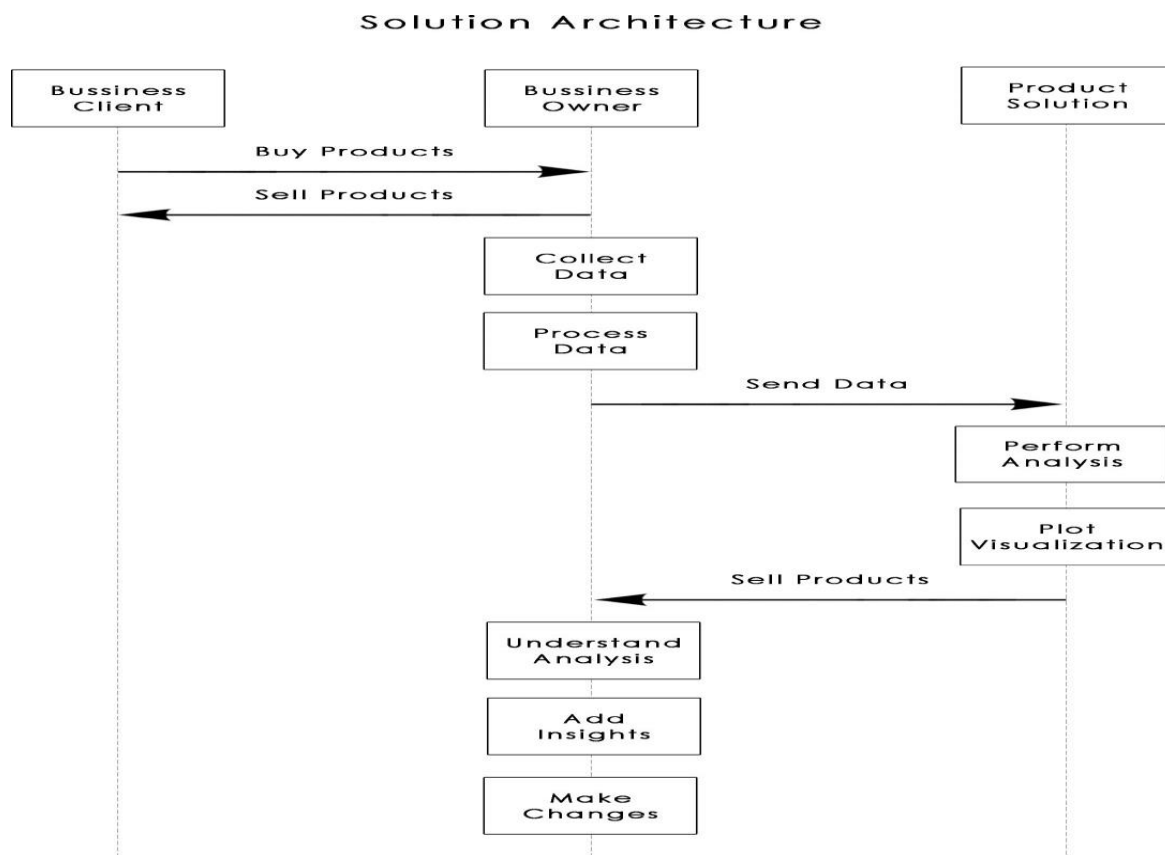 Solution Architecture
Bussiness
Client
Bussiness
Owner
Product
Solution
Buy Products
Sell Products
Collect
Data
Process
Data
Send Data
Perform
Analysis
Plot
Visualization
Sell Products
Understand
Analysis
Add
Insights
Make
Changes